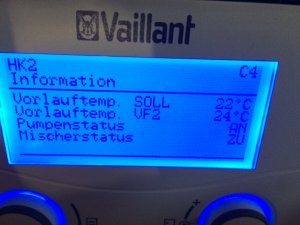 Vaillant
HK2 C4
Information
Vorlauftemp. SOLL 22°C
Vorlauftemp. VF2 24°C
Pumpenstatus AN
Mischerstatus ZU
+